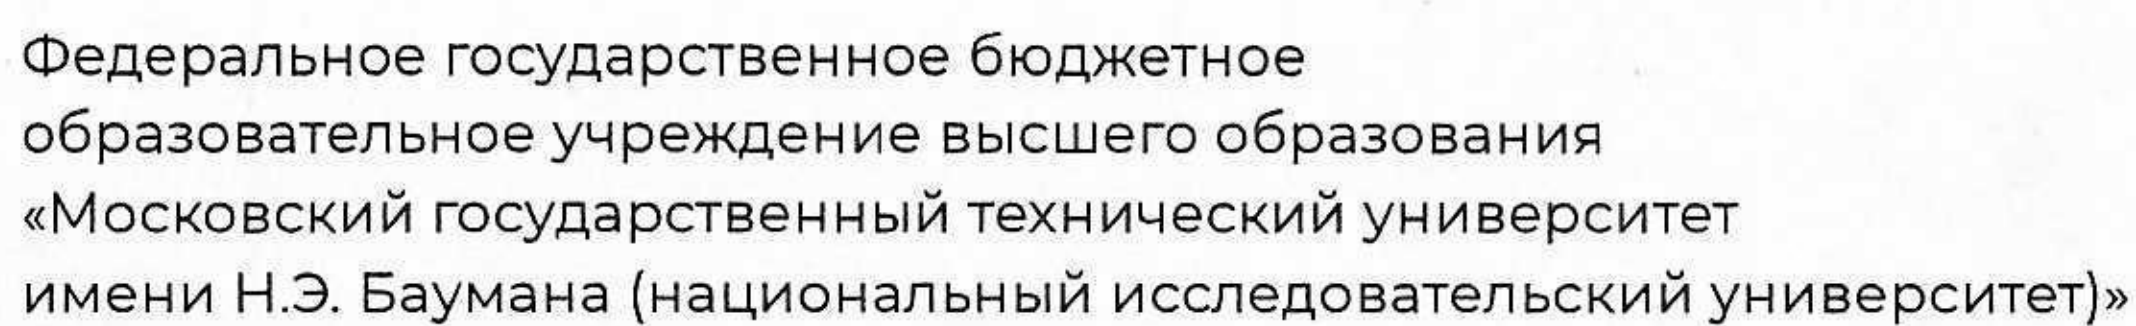 Федеральное государственное бюджетное
образовательное учреждение высшего образования
«Московский государственный технический университет
имени Н.Э. Баумана (национальный исследовательский университет)»